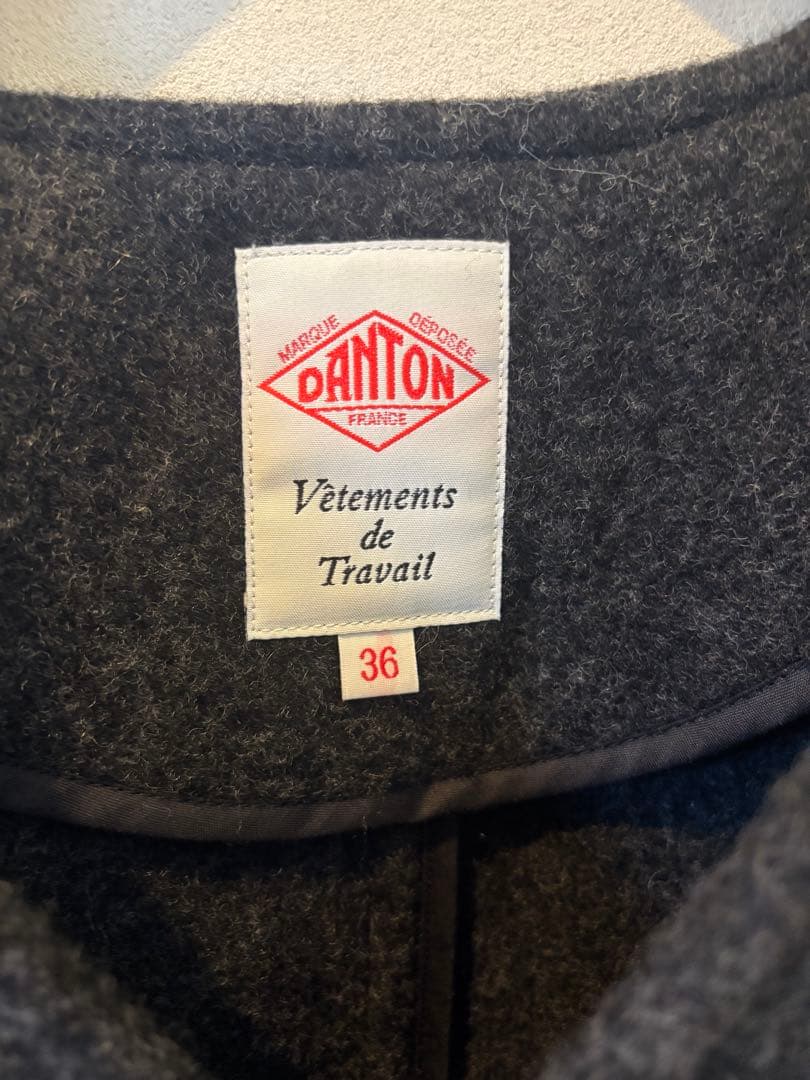 MARQUE DÉPOSÉE
DANTON
FRANCE
Vêtements
de
Travail
36